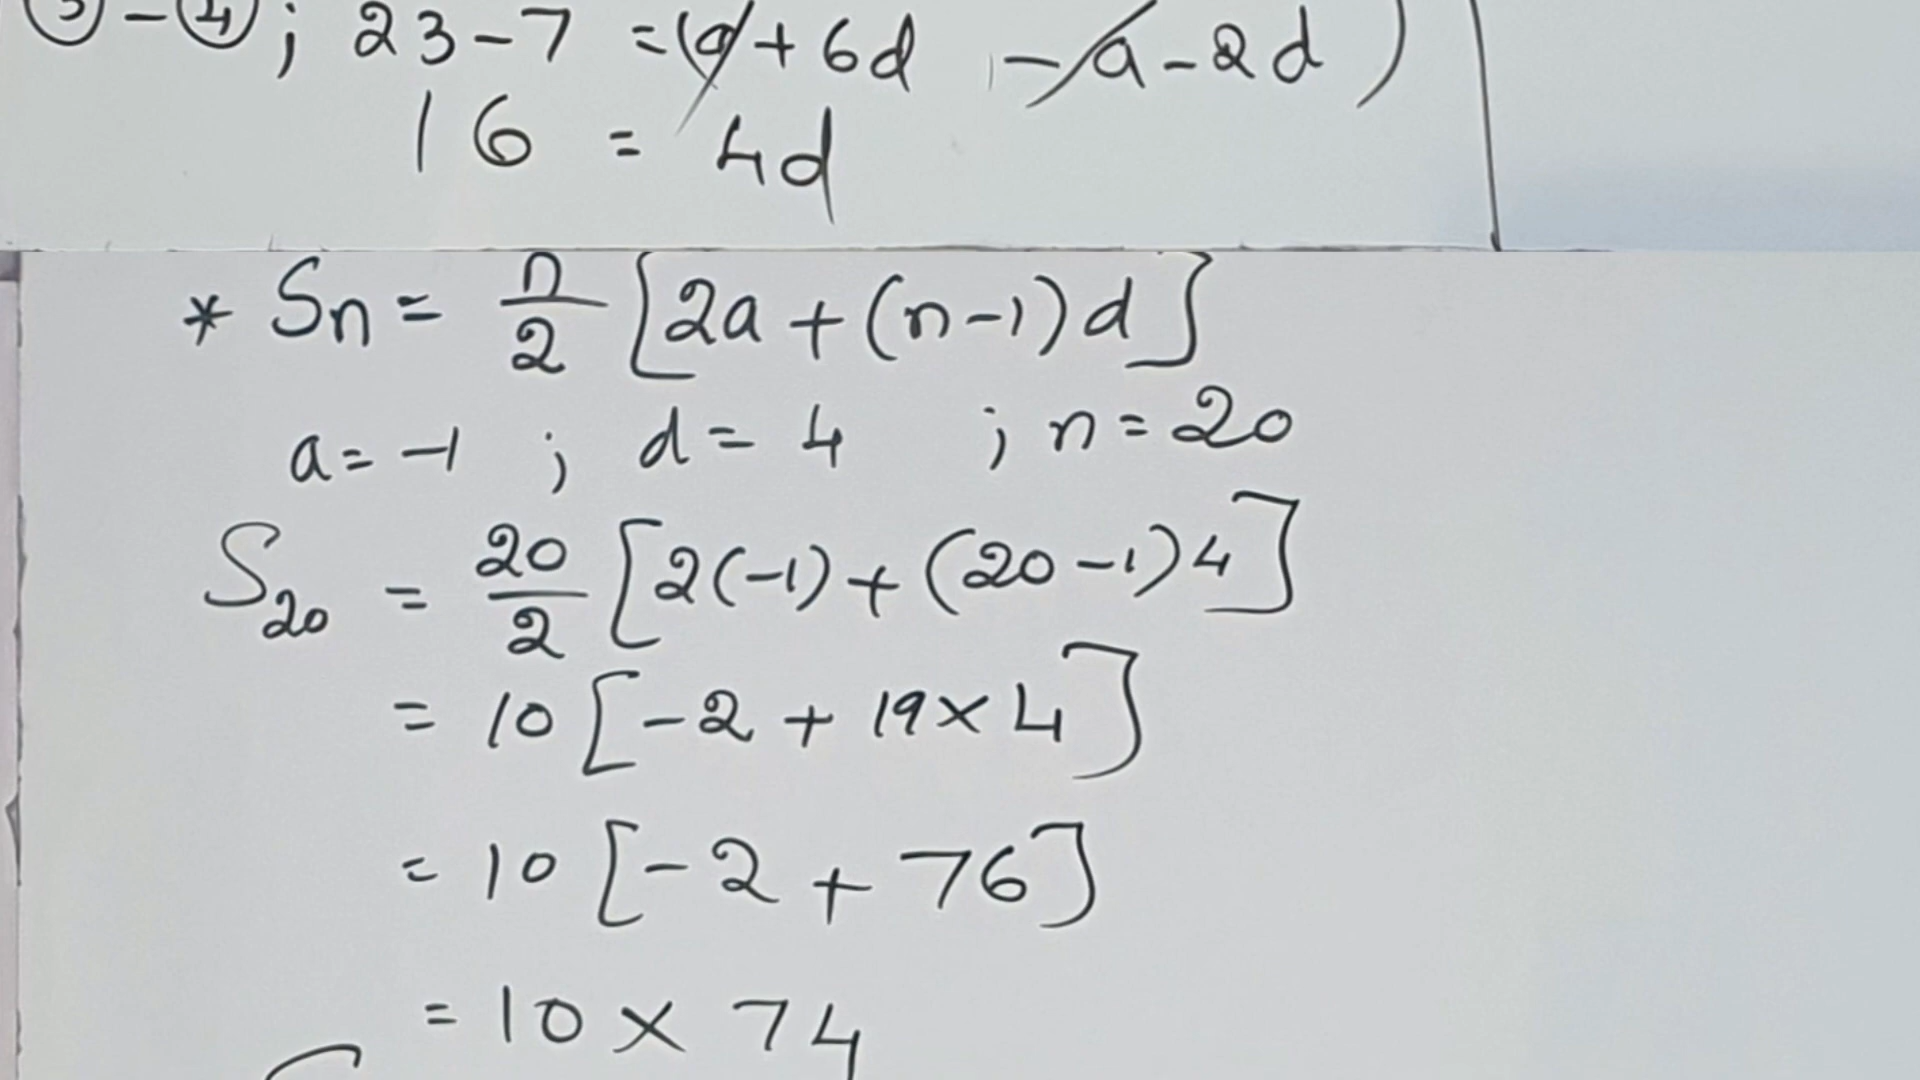 ③ - ④ ; 23 - 7 = (a + 6d - a - 2d )
16 = 4d
* Sn = n/2 [2a + (n-1)d]
a = -1 ; d = 4 ; n = 20
S20 = 20/2 [2(-1) + (20-1)4]
= 10 [-2 + 19 × 4]
= 10 [-2 + 76]
= 10 × 74